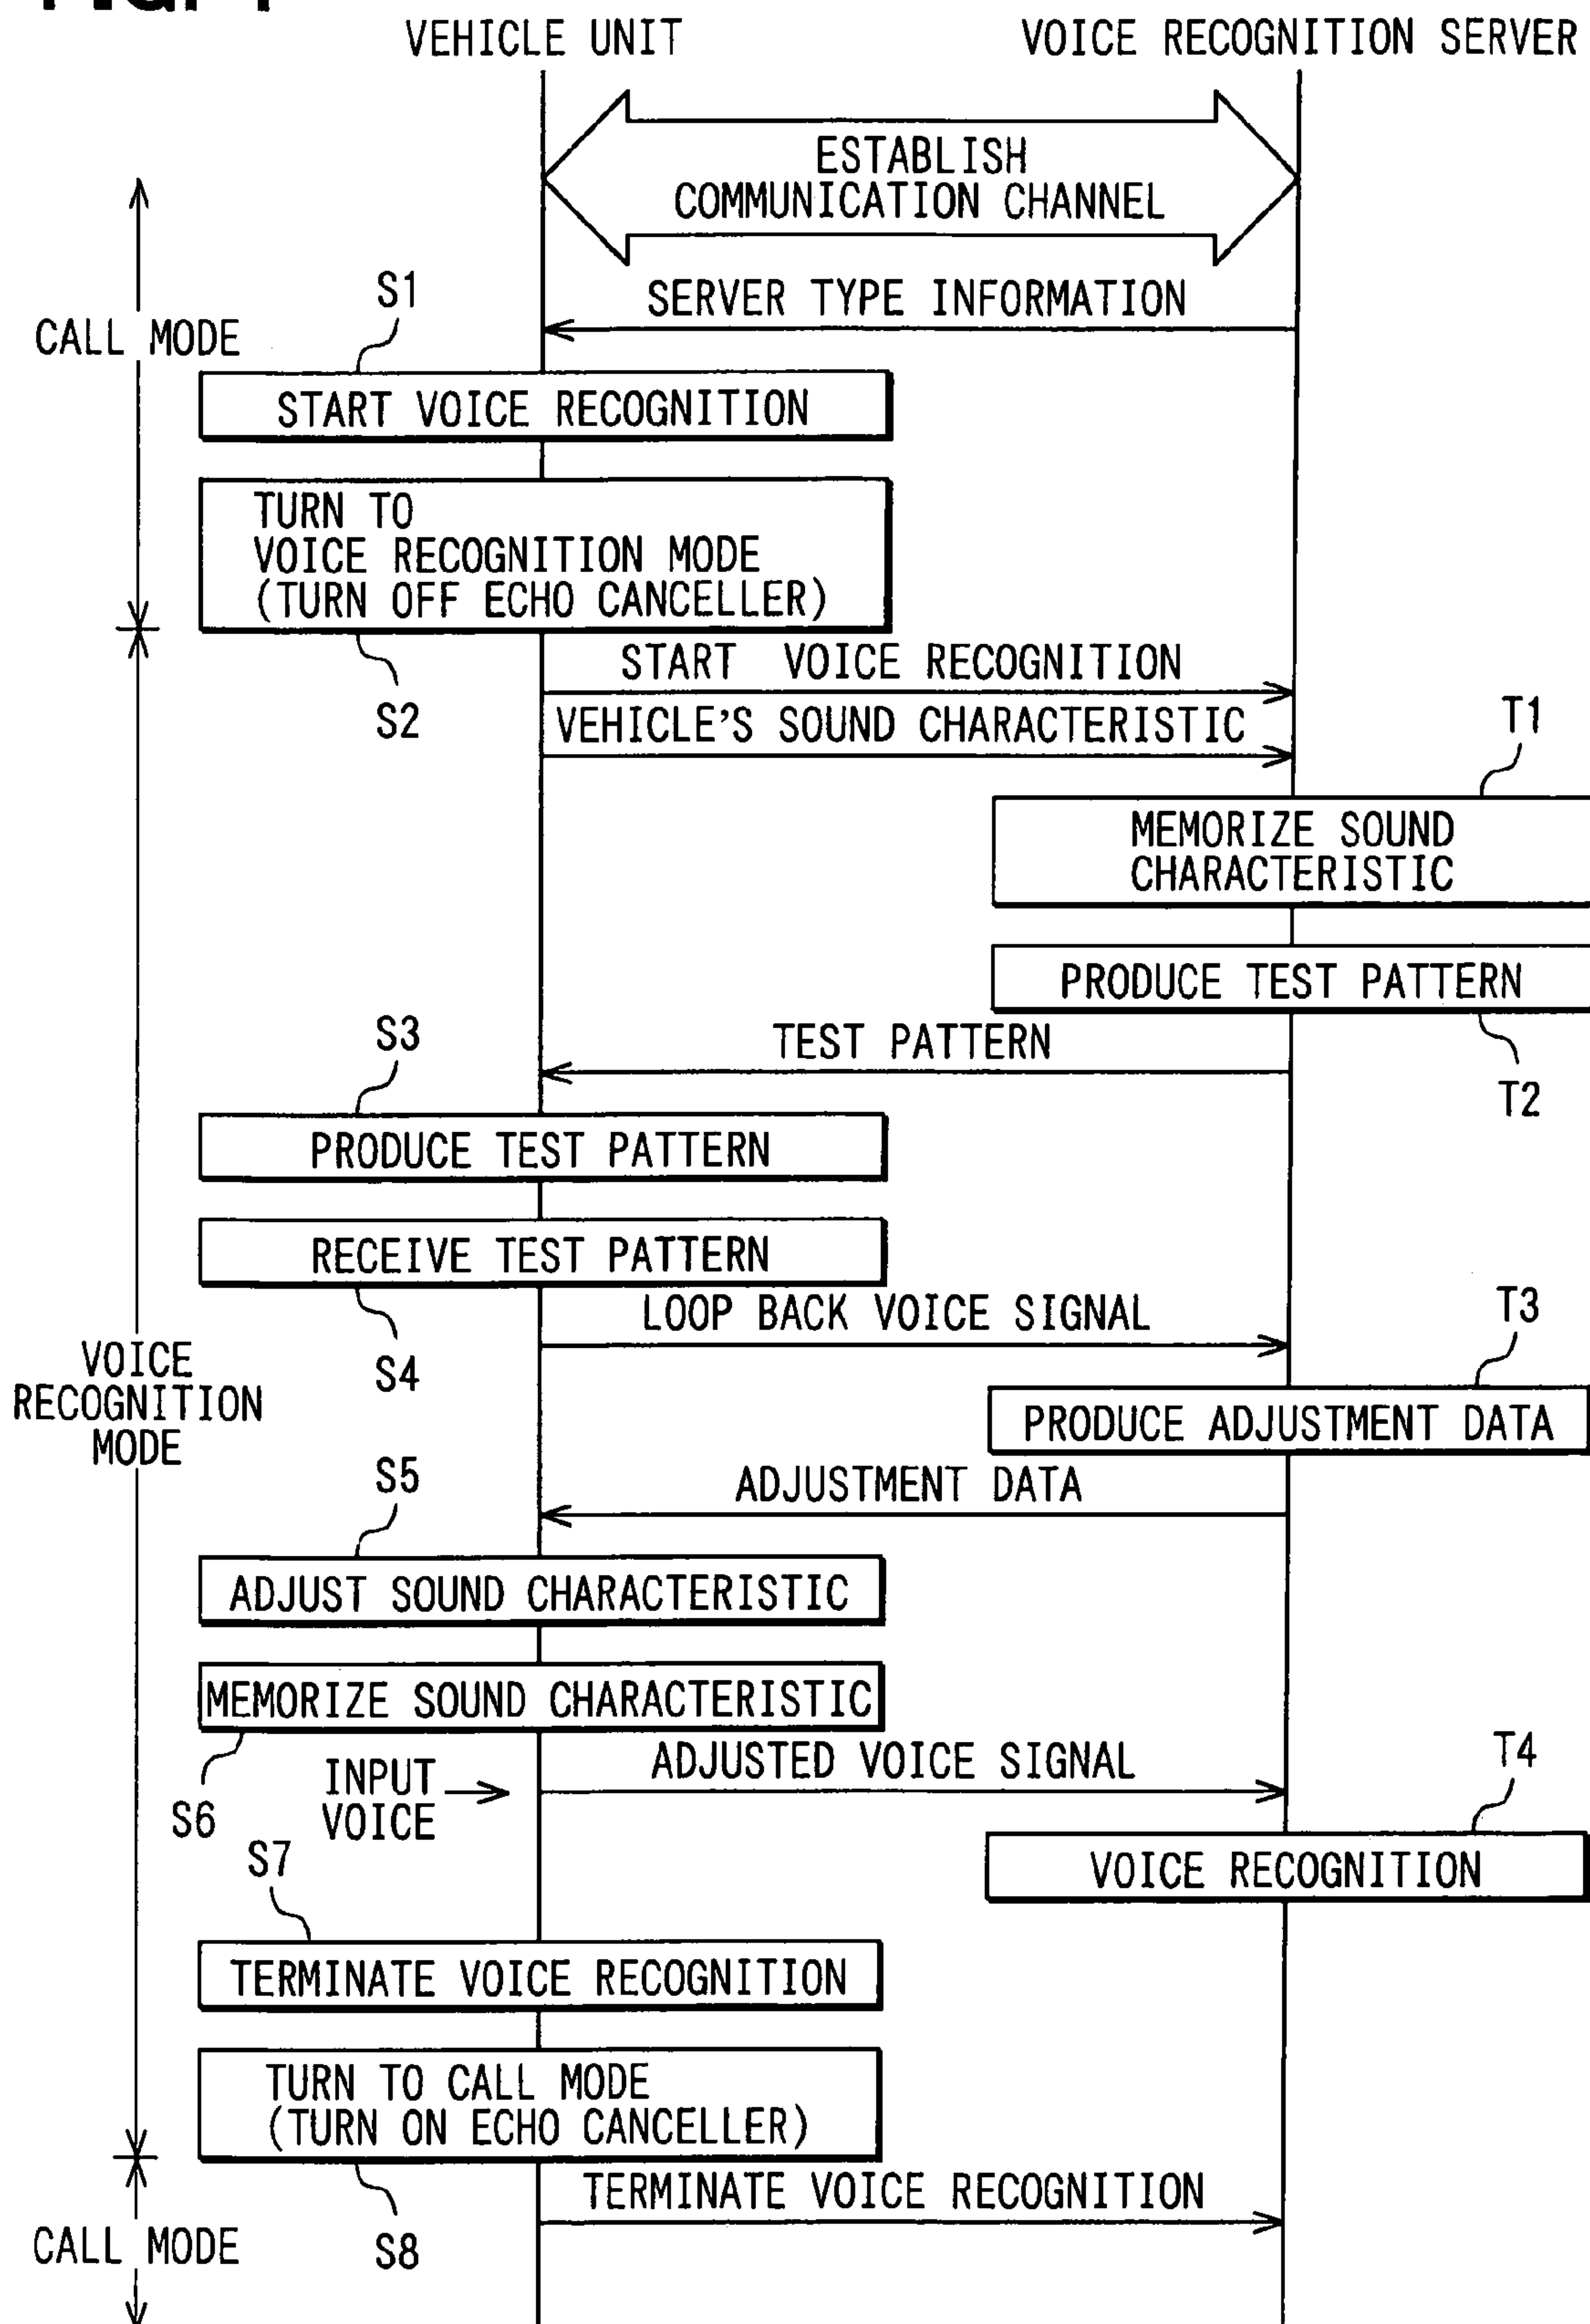 VEHICLE UNIT
VOICE RECOGNITION SERVER
ESTABLISH
COMMUNICATION CHANNEL
SERVER TYPE INFORMATION
S1
CALL MODE
START VOICE RECOGNITION
TURN TO
VOICE RECOGNITION MODE
(TURN OFF ECHO CANCELLER)
START VOICE RECOGNITION
S2
VEHICLE'S SOUND CHARACTERISTIC
T1
MEMORIZE SOUND
CHARACTERISTIC
PRODUCE TEST PATTERN
S3
TEST PATTERN
T2
PRODUCE TEST PATTERN
RECEIVE TEST PATTERN
LOOP BACK VOICE SIGNAL
T3
S4
VOICE
RECOGNITION
MODE
PRODUCE ADJUSTMENT DATA
S5
ADJUSTMENT DATA
ADJUST SOUND CHARACTERISTIC
MEMORIZE SOUND CHARACTERISTIC
S6
INPUT
VOICE
ADJUSTED VOICE SIGNAL
T4
S7
VOICE RECOGNITION
TERMINATE VOICE RECOGNITION
TURN TO CALL MODE
(TURN ON ECHO CANCELLER)
TERMINATE VOICE RECOGNITION
CALL MODE
S8